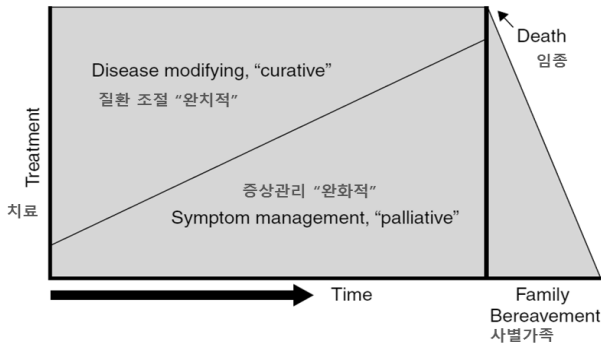 Death
임종
Disease modifying, “curative”
질환 조절 “완치적”
Treatment
치료
증상관리 “완화적”
Symptom management, “palliative”
Time
Family
Bereavement
사별가족